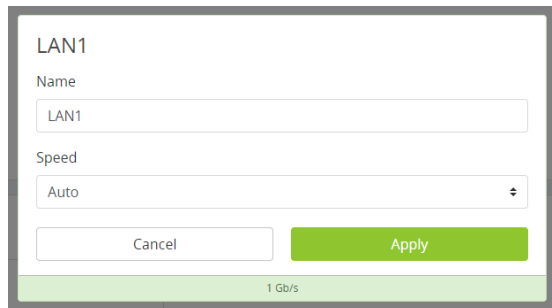 LAN1
Name
LAN1
Speed
Auto
Cancel Apply
1 Gb/s